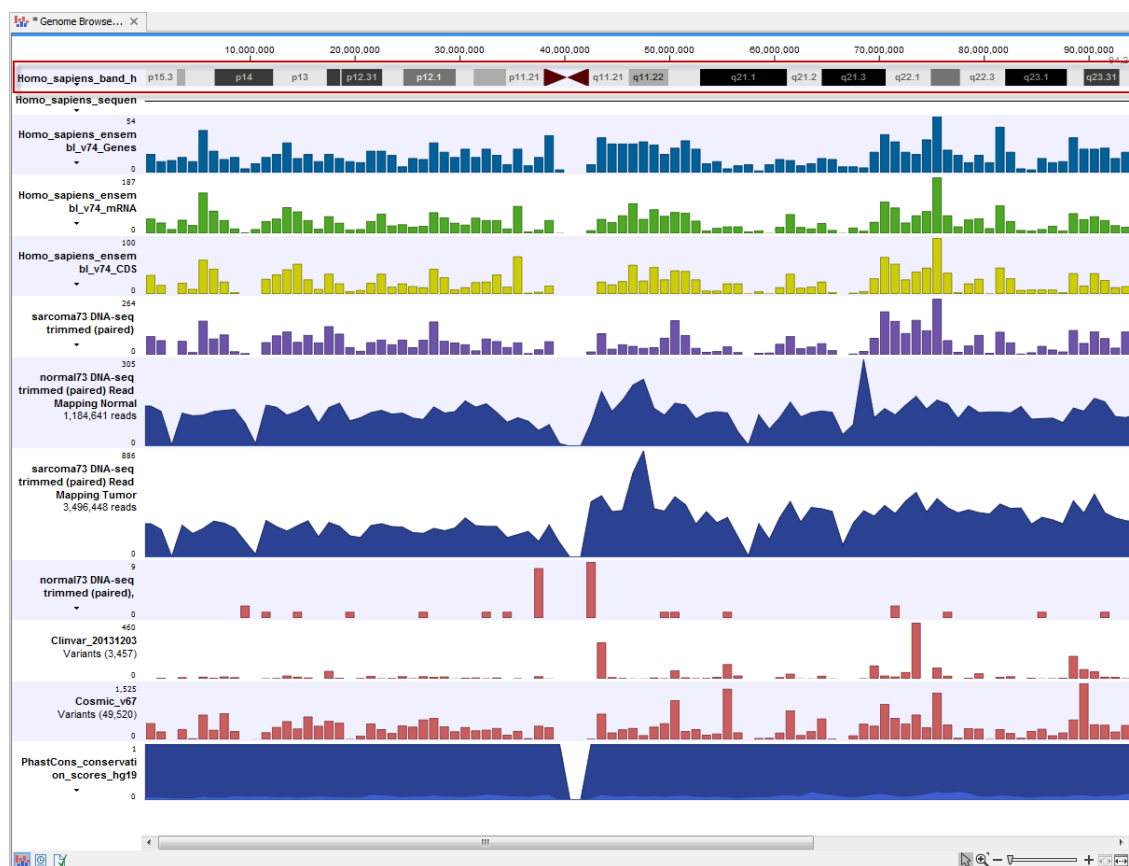 * Genome Browse...
10,000,000 20,000,000 30,000,000 40,000,000 50,000,000 60,000,000 70,000,000 80,000,000 90,000,000
Homo_sapiens_band_h p15.3 p14 p13 p12.31 p12.1 p11.21 q11.21 q11.22 q21.1 q21.2 q21.3 q22.1 q22.3 q23.1 q23.31
Homo_sapiens_sequen
54
Homo_sapiens_ensem
bl_v74_Genes
0
187
Homo_sapiens_ensem
bl_v74_mRNA
0
100
Homo_sapiens_ensem
bl_v74_CDS
0
264
sarcoma73 DNA-seq
trimmed (paired)
0
305
normal73 DNA-seq
trimmed (paired) Read
Mapping Normal
1,184,641 reads
0
886
sarcoma73 DNA-seq
trimmed (paired) Read
Mapping Tumor
3,496,448 reads
0
9
normal73 DNA-seq
trimmed (paired),
0
460
Clinvar_20131203
Variants (3,457)
0
1,525
Cosmic_v67
Variants (49,520)
0
1
PhastCons_conservati
on_scores_hg19
0